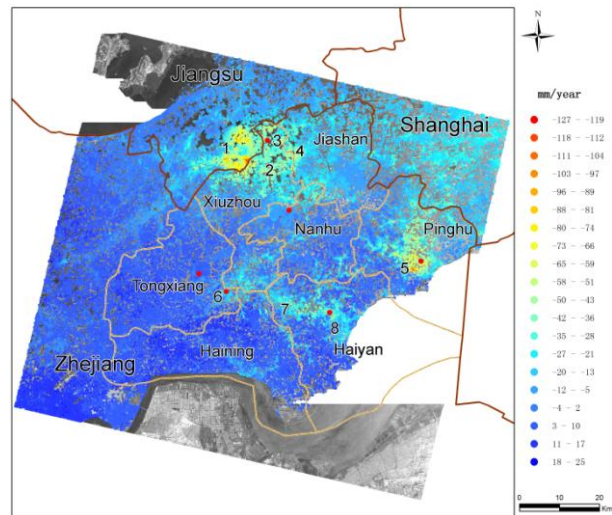 N
Jiangsu
Shanghai
mm/year
1
3
4
Jiashan
2
Xiuzhou
Nanhu
Pinghu
5
Tongxiang
6
7
8
Zhejiang
Haining
Haiyan
-127 - -119
-118 - -112
-111 - -104
-103 - -97
-96 - -89
-88 - -81
-80 - -74
-73 - -66
-65 - -59
-58 - -51
-50 - -43
-42 - -36
-35 - -28
-27 - -21
-20 - -13
-12 - -5
-4 - 2
3 - 10
11 - 17
18 - 25
0 10 20
Km